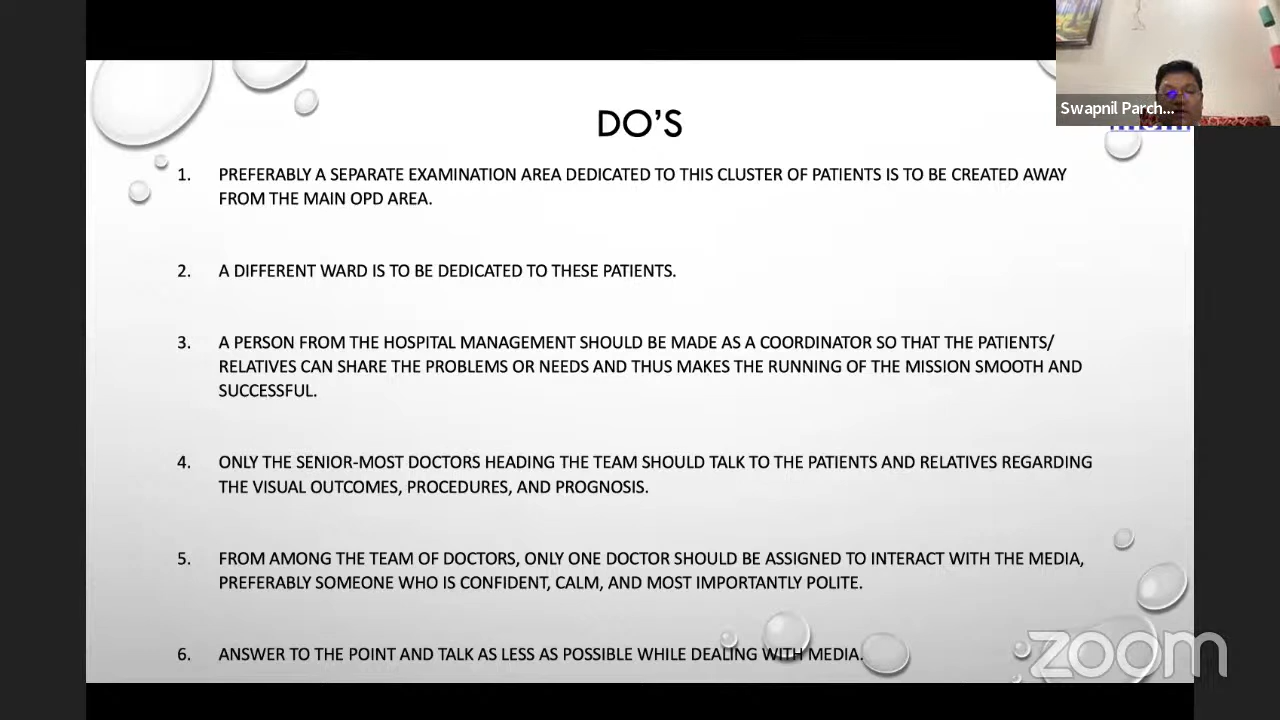 Swapnil Parch...
DO'S
1. PREFERABLY A SEPARATE EXAMINATION AREA DEDICATED TO THIS CLUSTER OF PATIENTS IS TO BE CREATED AWAY
FROM THE MAIN OPD AREA.
2. A DIFFERENT WARD IS TO BE DEDICATED TO THESE PATIENTS.
3. A PERSON FROM THE HOSPITAL MANAGEMENT SHOULD BE MADE AS A COORDINATOR SO THAT THE PATIENTS/
RELATIVES CAN SHARE THE PROBLEMS OR NEEDS AND THUS MAKES THE RUNNING OF THE MISSION SMOOTH AND
SUCCESSFUL.
4. ONLY THE SENIOR-MOST DOCTORS HEADING THE TEAM SHOULD TALK TO THE PATIENTS AND RELATIVES REGARDING
THE VISUAL OUTCOMES, PROCEDURES, AND PROGNOSIS.
5. FROM AMONG THE TEAM OF DOCTORS, ONLY ONE DOCTOR SHOULD BE ASSIGNED TO INTERACT WITH THE MEDIA,
PREFERABLY SOMEONE WHO IS CONFIDENT, CALM, AND MOST IMPORTANTLY POLITE.
6. ANSWER TO THE POINT AND TALK AS LESS AS POSSIBLE WHILE DEALING WITH MEDIA.
zoom